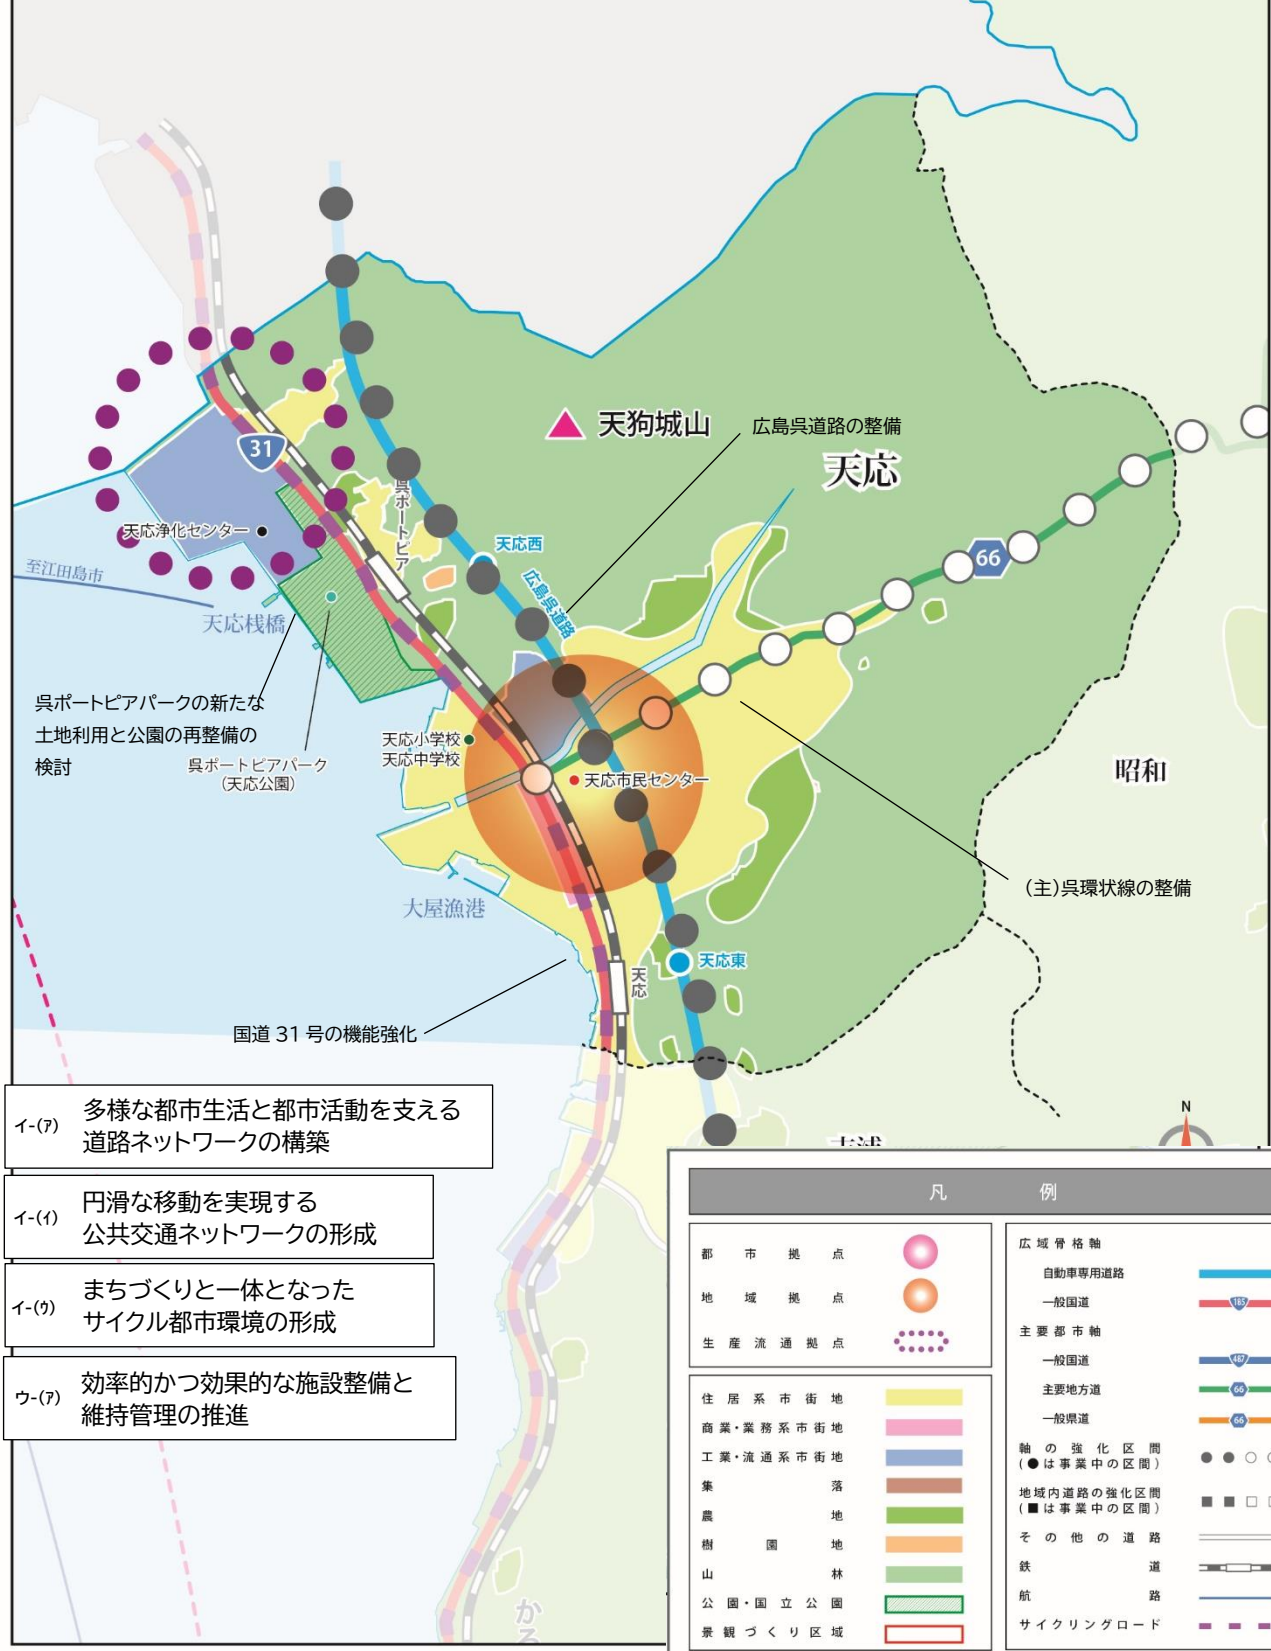 天狗城山
広島呉道路の整備
天応
31
天応浄化センター
呉ポートピア
天応西
広島呉道路
66
至江田島市
天応桟橋
呉ポートピアパークの新たな
土地利用と公園の再整備の
検討
呉ポートピアパーク
(天応公園)
天応小学校
天応中学校
天応市民センター
昭和
(主)呉環状線の整備
大屋漁港
天応東
天応
国道 31 号の機能強化
イ-(ア) 多様な都市生活と都市活動を支える
道路ネットワークの構築
イ-(イ) 円滑な移動を実現する
公共交通ネットワークの形成
イ-(ウ) まちづくりと一体となった
サイクル都市環境の形成
ウ-(ア) 効率的かつ効果的な施設整備と
維持管理の推進
N
凡 例
都市拠点
地域拠点
生産流通拠点
住居系市街地
商業・業務系市街地
工業・流通系市街地
集落
農地
樹園地
山林
公園・国立公園
景観づくり区域
広域骨格軸
自動車専用道路
一般国道
185
主要都市軸
一般国道
487
主要地方道
66
一般県道
66
軸の強化区間
(●は事業中の区間)
地域内道路の強化区間
(■は事業中の区間)
その他の道路
鉄道
航路
サイクリングロード